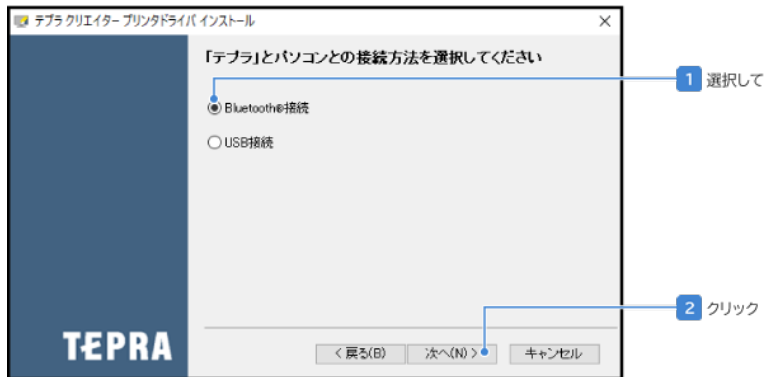 テプラ クリエイター プリンタドライバ インストール
「テプラ」とパソコンとの接続方法を選択してください
1 選択して
Bluetooth®接続
USB接続
2 クリック
TEPRA
< 戻る(B) 次へ(N) > キャンセル